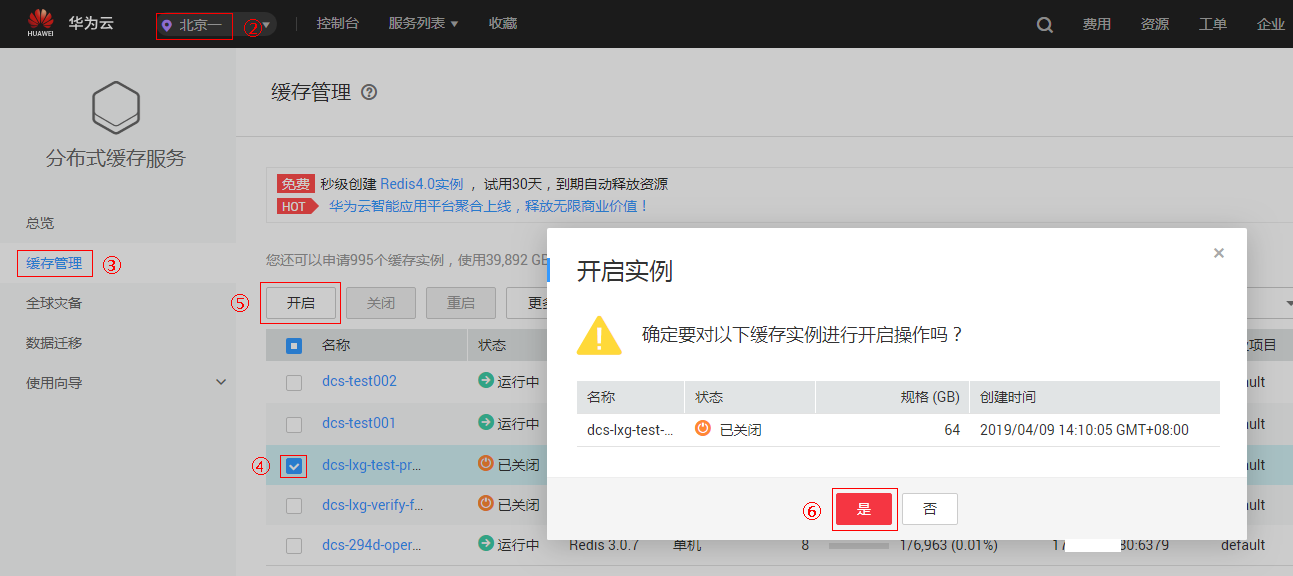 HUAWEI 华为云 北京一 ② 控制台 服务列表 收藏 费用 资源 工单 企业
分布式缓存服务
总览
缓存管理 ③
全球灾备
数据迁移
使用向导
缓存管理 ?
免费 秒级创建 Redis4.0实例 ，试用30天，到期自动释放资源
HOT 华为云智能应用平台聚合上线，释放无限商业价值！
您还可以申请995个缓存实例，使用39,892 GB
⑤ 开启 关闭 重启 更多
名称 状态 项目
dcs-test002 运行中 ult
dcs-test001 运行中 ult
④ dcs-lxg-test-pr... 已关闭 ult
dcs-lxg-verify-f... 已关闭 ult
dcs-294d-oper... 运行中 Redis 3.0.7 单机 8 1/6,963 (0.01%) 17 30:6379 default
开启实例 ×
确定要对以下缓存实例进行开启操作吗？
名称 状态 规格 (GB) 创建时间
dcs-lxg-test-... 已关闭 64 2019/04/09 14:10:05 GMT+08:00
⑥ 是 否